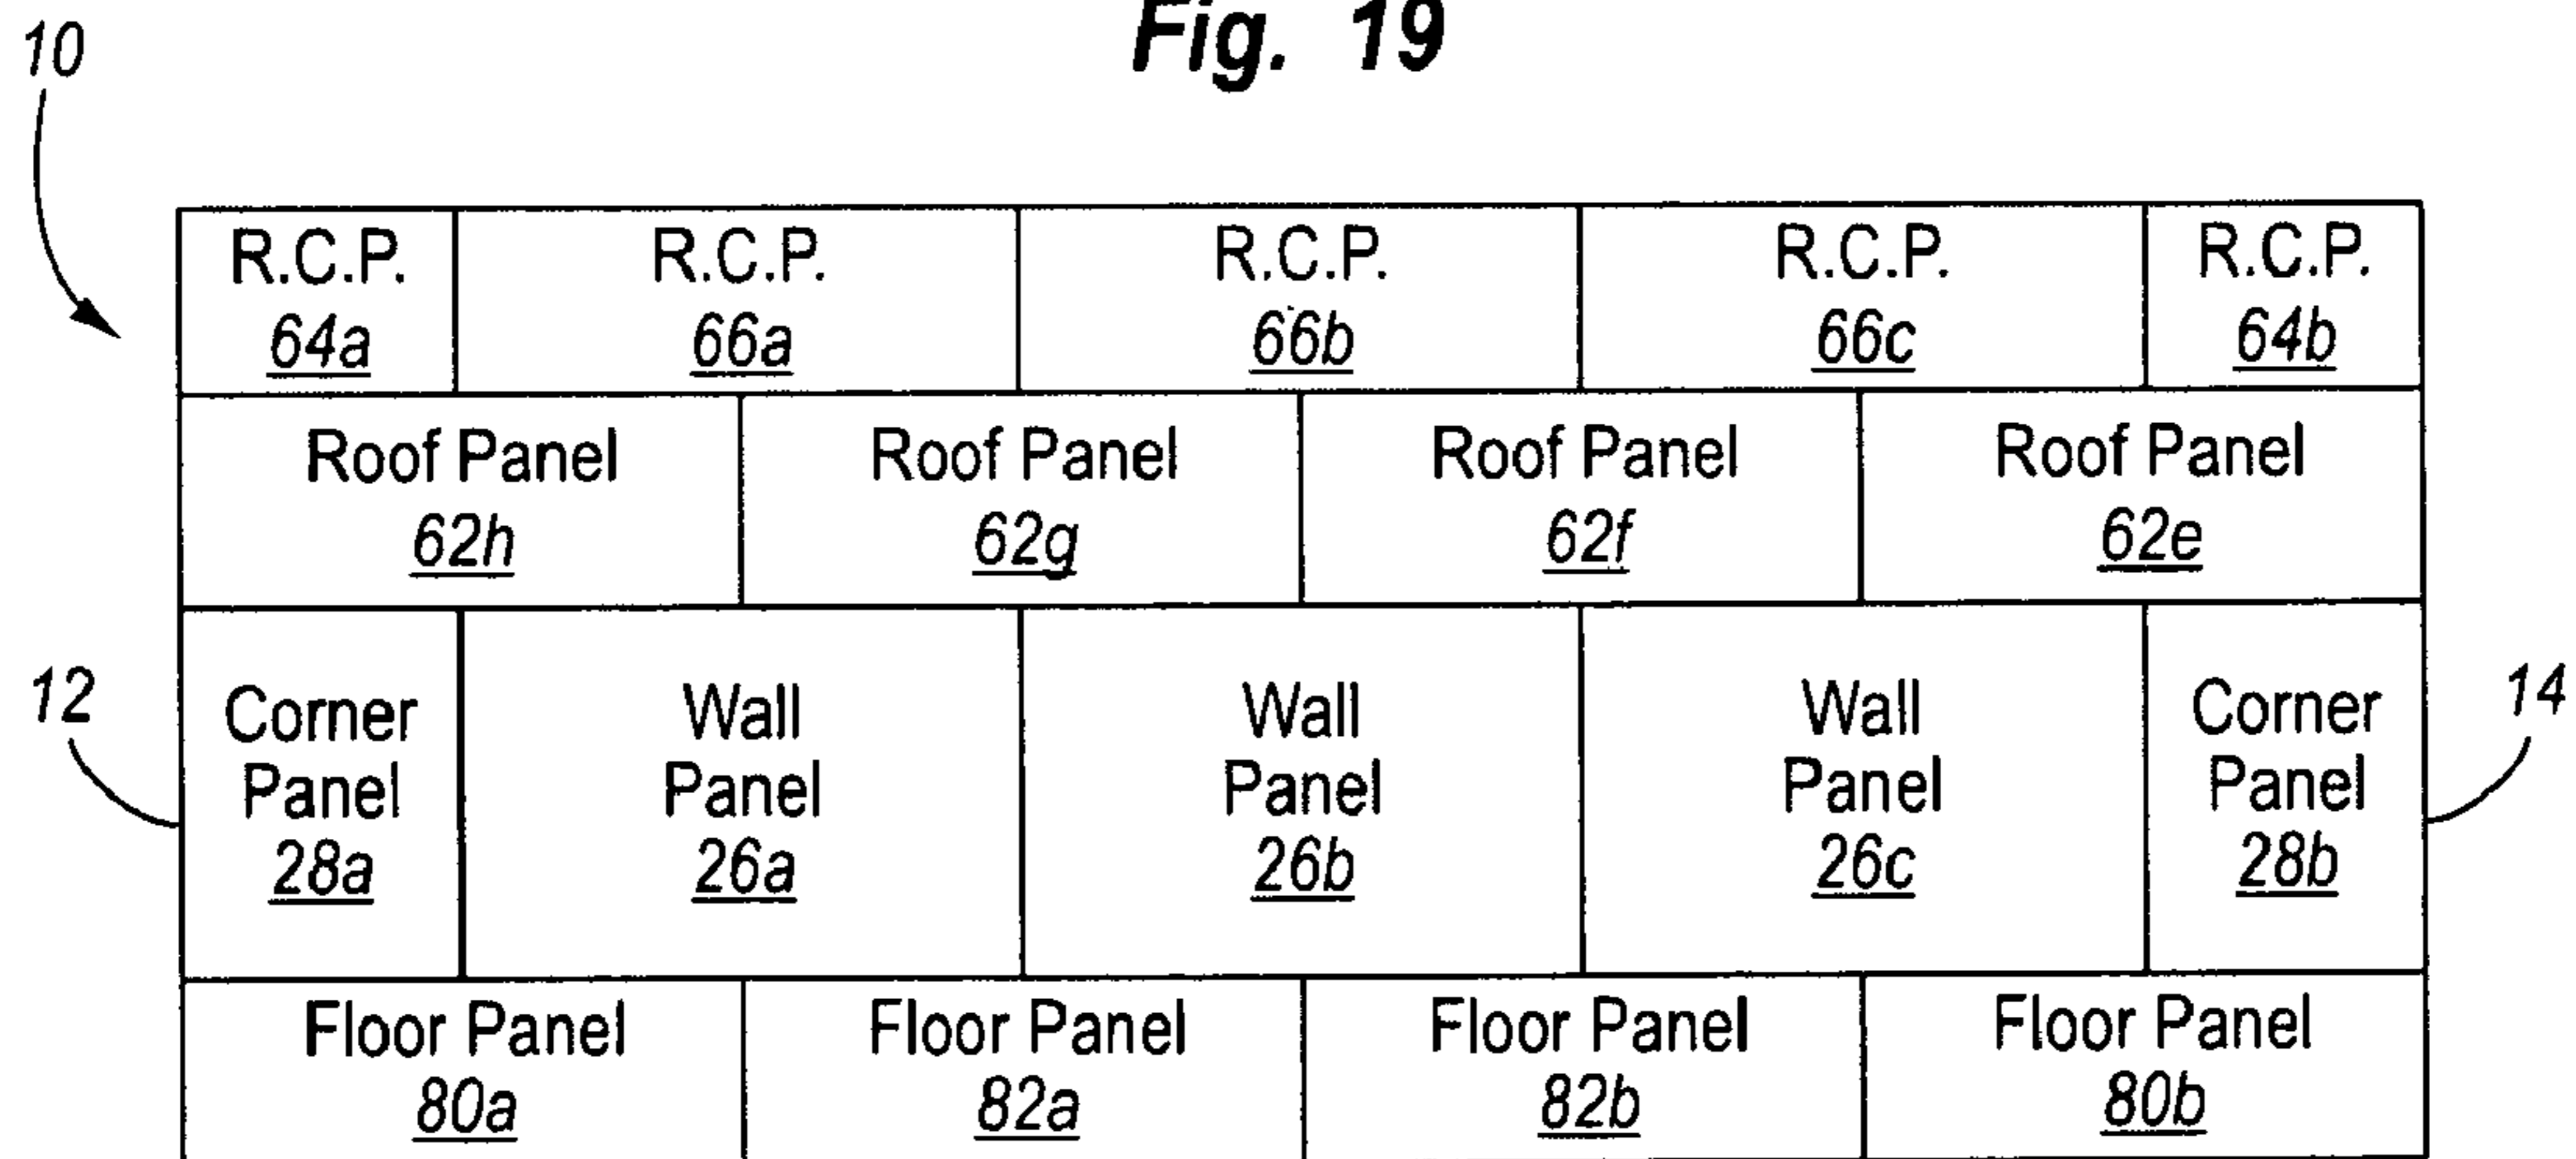 Fig. 19
10
R.C.P. R.C.P. R.C.P. R.C.P. R.C.P.
64a 66a 66b 66c 64b
Roof Panel Roof Panel Roof Panel Roof Panel
62h 62g 62f 62e
12
14
Corner Wall Wall Wall Corner
Panel Panel Panel Panel Panel
28a 26a 26b 26c 28b
Floor Panel Floor Panel Floor Panel Floor Panel
80a 82a 82b 80b